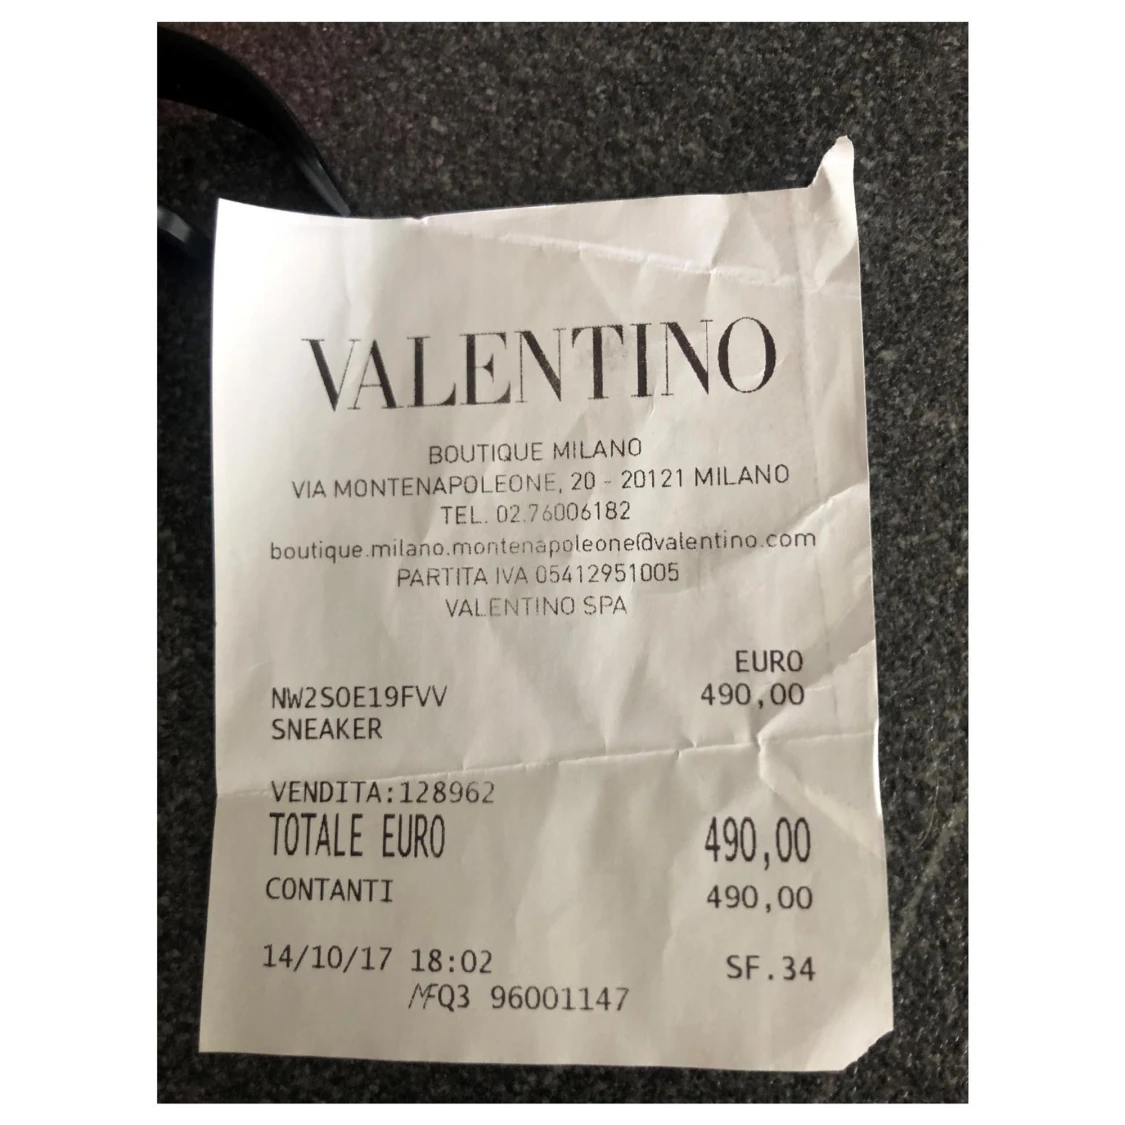 VALENTINO
BOUTIQUE MILANO
VIA MONTENAPOLEONE, 20 - 20121 MILANO
TEL. 02.76006182
boutique.milano.montenapoleone@valentino.com
PARTITA IVA 05412951005
VALENTINO SPA
EURO
NW2S0E19FVV 490,00
SNEAKER
VENDITA:128962
TOTALE EURO 490,00
CONTANTI 490,00
14/10/17 18:02 SF.34
MFQ3 96001147